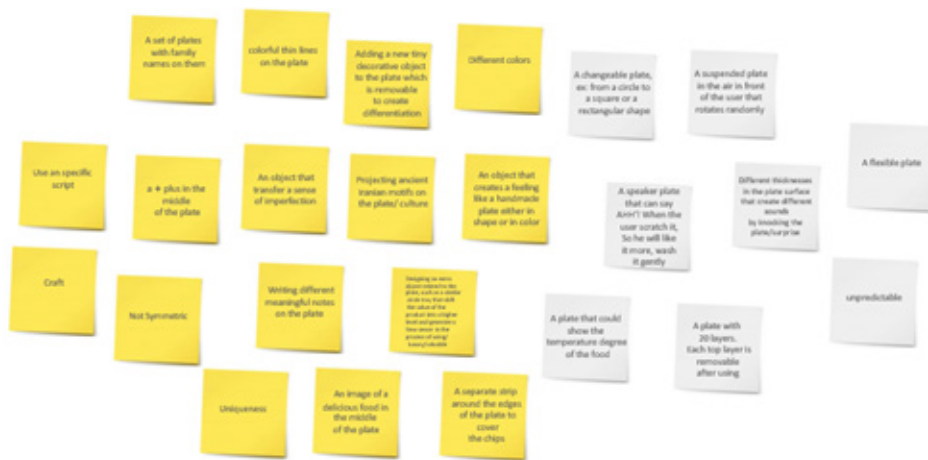 A set of plates
with family
names on them
colorful thin lines
on the plate
Adding a new tiny
decorative object
to the plate which
is removable
to create
differentiation
Different colors
A changeable plate,
ex: from a circle to
a square or a
rectangular shape
A suspended plate
in the air in front
of the user that
rotates randomly
Use an specific
script
a + plus in the
middle
of the plate
An object that
transfer a sense
of imperfection
Projecting ancient
Iranian motifs on
the plate/ culture
An object that
creates a feeling
like a handmade
plate either in
shape or in color
A speaker plate
that can say
AHH'! When the
user scratch it,
So he will like
it more, wash
it gently
Different thicknesses
in the plate surface
that create different
sounds
by knocking the
plate/surprise
A flexible plate
Craft
Not Symmetric
Writing different
meaningful notes
on the plate
A plate that could
show the
temperature degree
of the food
A plate with
20 layers.
Each top layer is
removable
after using
unpredictable
Uniqueness
An image of a
delicious food in
the middle
of the plate
A separate strip
around the edges
of the plate to
cover
the chips